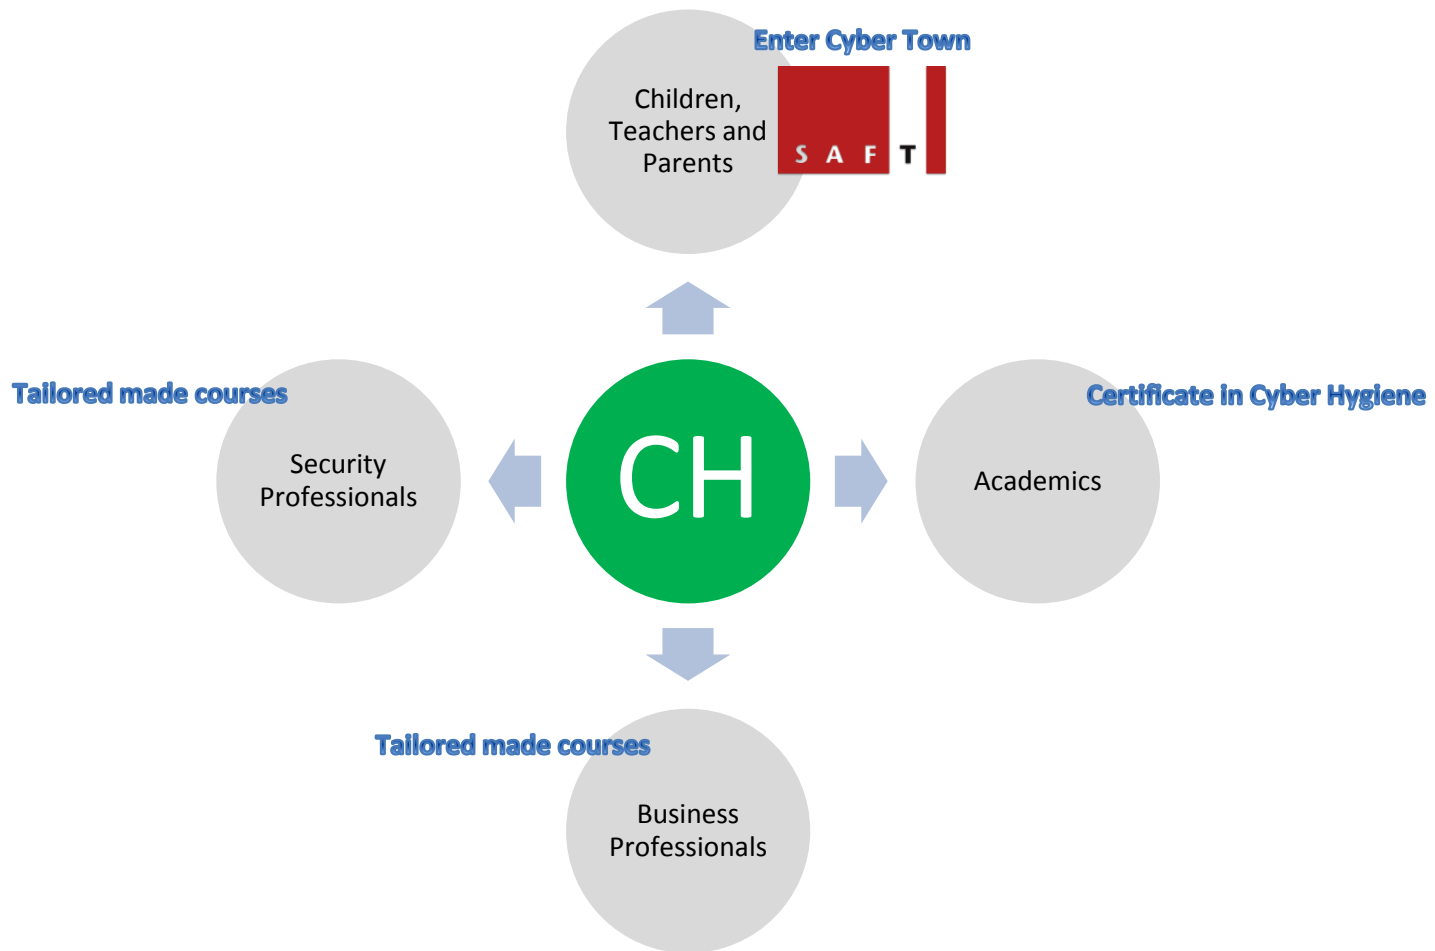 Enter Cyber Town
Children,
Teachers and
Parents
S A F T
Tailored made courses
Certificate in Cyber Hygiene
Security
Professionals
CH
Academics
Tailored made courses
Business
Professionals